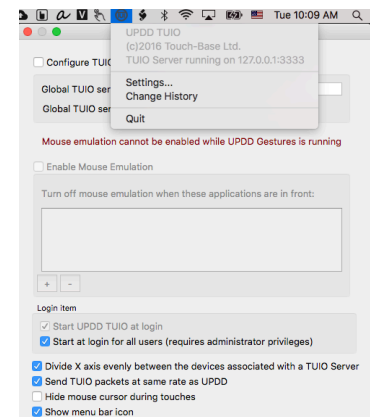 Tue 10:09 AM
UPDD TUIO
(c)2016 Touch-Base Ltd.
TUIO Server running on 127.0.0.1:3333
Settings...
Change History
Quit
Configure TUIO
Global TUIO ser
Global TUIO ser
Mouse emulation cannot be enabled while UPDD Gestures is running
Enable Mouse Emulation
Turn off mouse emulation when these applications are in front:
+ -
Login item
Start UPDD TUIO at login
Start at login for all users (requires administrator privileges)
Divide X axis evenly between the devices associated with a TUIO Server
Send TUIO packets at same rate as UPDD
Hide mouse cursor during touches
Show menu bar icon